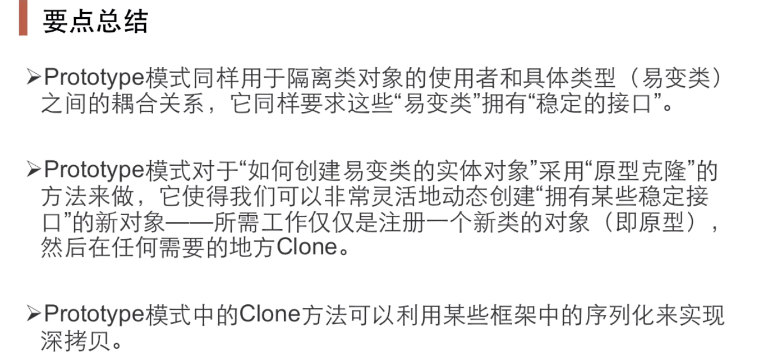 要点总结
➢Prototype模式同样用于隔离类对象的使用者和具体类型（易变类）
之间的耦合关系，它同样要求这些“易变类”拥有“稳定的接口”。
➢Prototype模式对于“如何创建易变类的实体对象”采用“原型克隆”的
方法来做，它使得我们可以非常灵活地动态创建“拥有某些稳定接
口”的新对象——所需工作仅仅是注册一个新类的对象（即原型），
然后在任何需要的地方Clone。
➢Prototype模式中的Clone方法可以利用某些框架中的序列化来实现
深拷贝。